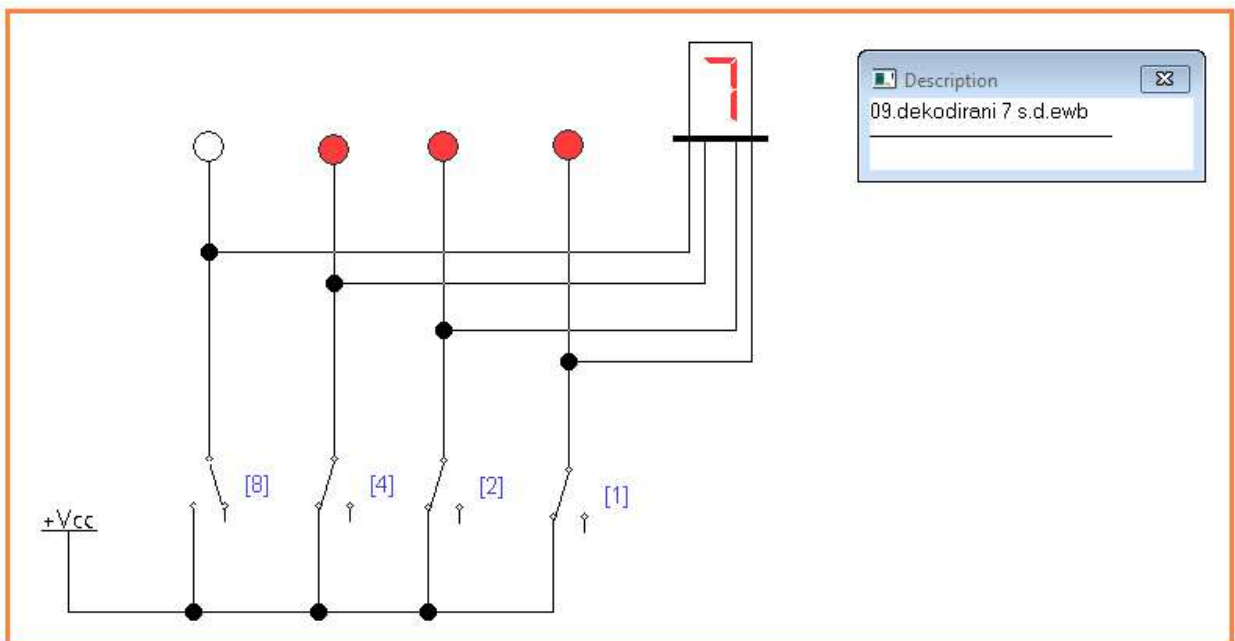 7
Description
09.dekodirani 7 s.d.ewb
[8]
[4]
[2]
[1]
+Vcc